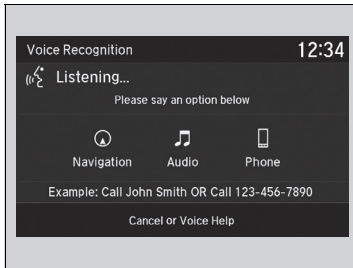 Voice Recognition 12:34
Listening...
Please say an option below
Navigation Audio Phone
Example: Call John Smith OR Call 123-456-7890
Cancel or Voice Help